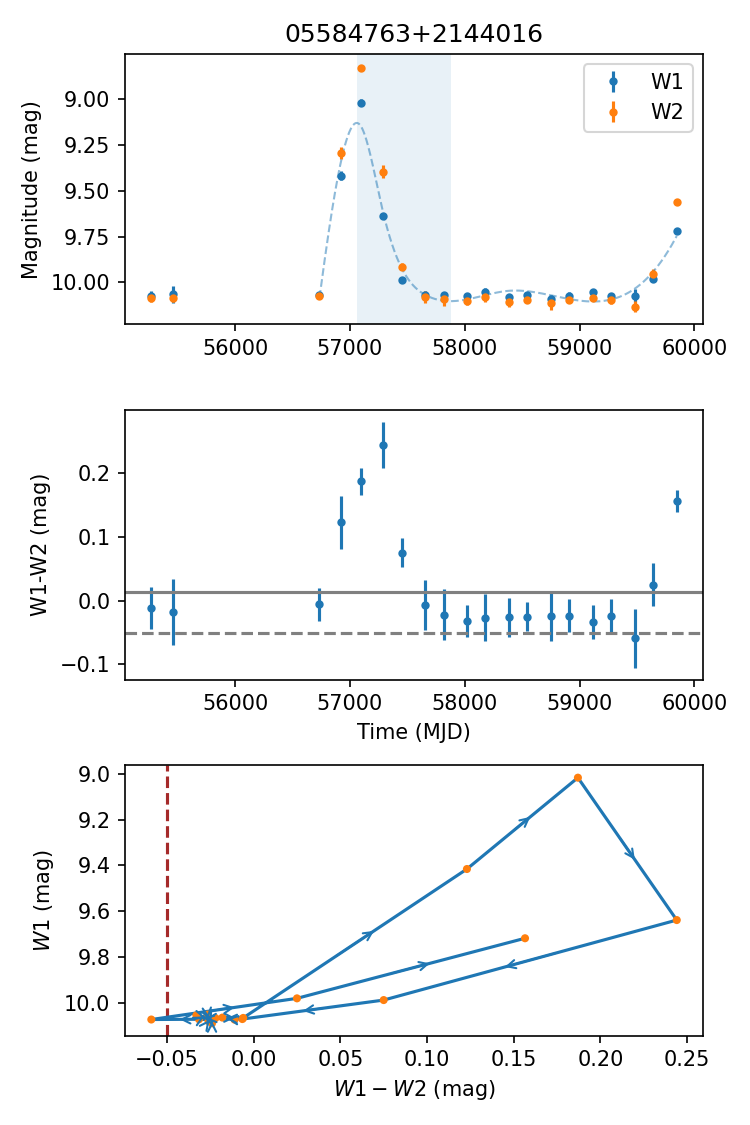 05584763+2144016
Magnitude (mag)
9.00
9.25
9.50
9.75
10.00
W1
W2
56000 57000 58000 59000 60000
W1-W2 (mag)
0.2
0.1
0.0
−0.1
56000 57000 58000 59000 60000
Time (MJD)
W1 (mag)
9.0
9.2
9.4
9.6
9.8
10.0
−0.05 0.00 0.05 0.10 0.15 0.20 0.25
W1 − W2 (mag)